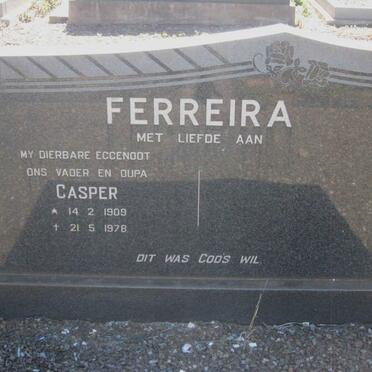 FERREIRA
MET LIEFDE AAN
MY DIERBARE EGGENOOT
ONS VADER EN OUPA
CASPER
* 14 2 1909
† 21 5 1978
DIT WAS GODS WIL